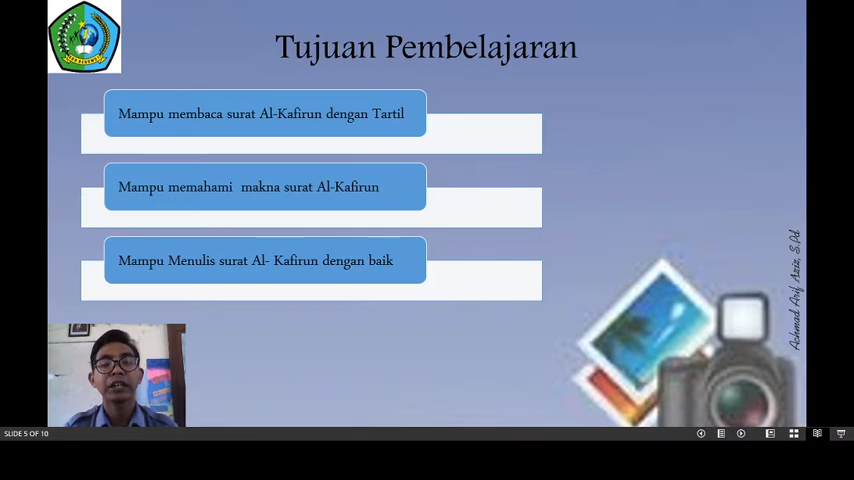 Tujuan Pembelajaran
Mampu membaca surat Al-Kafirun dengan Tartil
Mampu memahami makna surat Al-Kafirun
Mampu Menulis surat Al- Kafirun dengan baik
Achmad Arif Aziz, S.Pd
SLIDE 5 OF 10